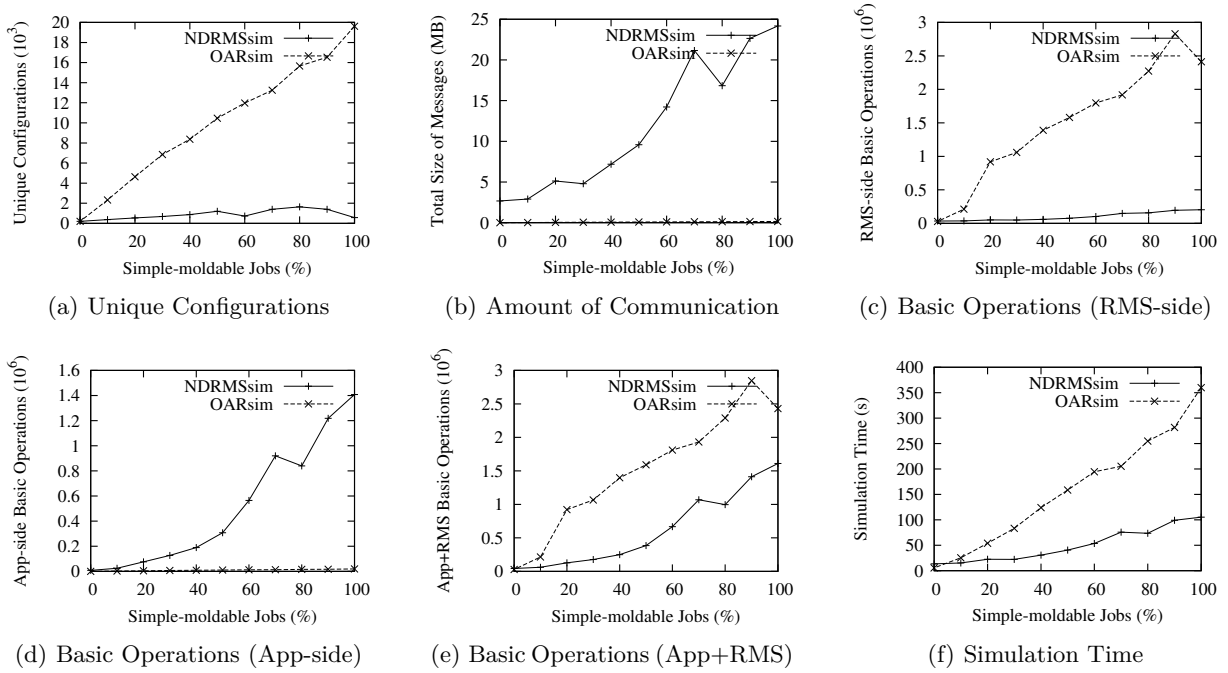 Unique Configurations (10³)
20
18
16
14
12
10
8
6
4
2
0
NDRMSsim
OARsim
0 20 40 60 80 100
Simple-moldable Jobs (%)
(a) Unique Configurations
Total Size of Messages (MB)
25
20
15
10
5
0
NDRMSsim
OARsim
0 20 40 60 80 100
Simple-moldable Jobs (%)
(b) Amount of Communication
RMS-side Basic Operations (10⁶)
3
2.5
2
1.5
1
0.5
0
NDRMSsim
OARsim
0 20 40 60 80 100
Simple-moldable Jobs (%)
(c) Basic Operations (RMS-side)
App-side Basic Operations (10⁶)
1.6
1.4
1.2
1
0.8
0.6
0.4
0.2
0
NDRMSsim
OARsim
0 20 40 60 80 100
Simple-moldable Jobs (%)
(d) Basic Operations (App-side)
App+RMS Basic Operations (10⁶)
3
2.5
2
1.5
1
0.5
0
NDRMSsim
OARsim
0 20 40 60 80 100
Simple-moldable Jobs (%)
(e) Basic Operations (App+RMS)
Simulation Time (s)
400
350
300
250
200
150
100
50
0
NDRMSsim
OARsim
0 20 40 60 80 100
Simple-moldable Jobs (%)
(f) Simulation Time